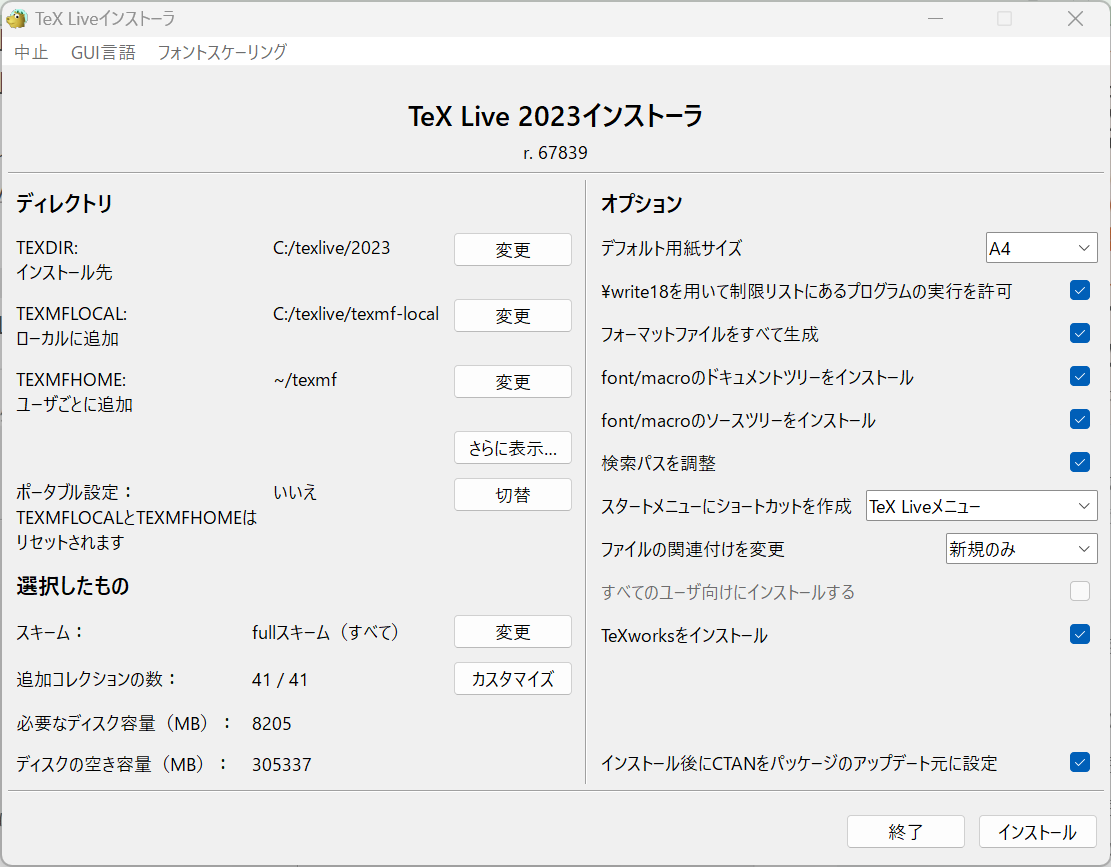 TeX Liveインストーラ
中止 GUI言語 フォントスケーリング
TeX Live 2023インストーラ
r. 67839
ディレクトリ
TEXDIR: C:/texlive/2023 変更
インストール先
TEXMFLOCAL: C:/texlive/texmf-local 変更
ローカルに追加
TEXMFHOME: ~/texmf 変更
ユーザごとに追加
さらに表示...
ポータブル設定： いいえ 切替
TEXMFLOCALとTEXMFHOMEは
リセットされます
選択したもの
スキーム： fullスキーム（すべて） 変更
追加コレクションの数： 41 / 41 カスタマイズ
必要なディスク容量（MB）： 8205
ディスクの空き容量（MB）： 305337
オプション
デフォルト用紙サイズ A4
¥write18を用いて制限リストにあるプログラムの実行を許可
フォーマットファイルをすべて生成
font/macroのドキュメントツリーをインストール
font/macroのソースツリーをインストール
検索パスを調整
スタートメニューにショートカットを作成 TeX Liveメニュー
ファイルの関連付けを変更 新規のみ
すべてのユーザ向けにインストールする
TeXworksをインストール
インストール後にCTANをパッケージのアップデート元に設定
終了 インストール